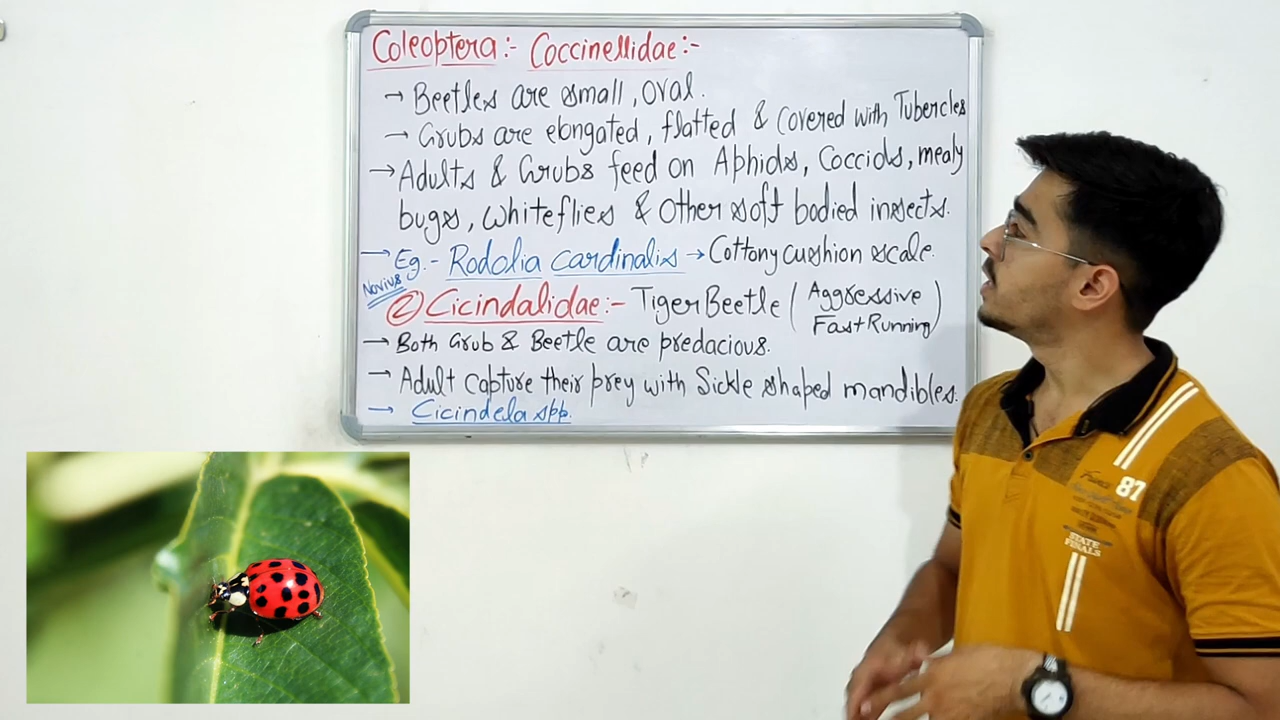 Coleoptera:- Coccinellidae:-
→ Beetles are small, oval.
→ Grubs are elongated, flatted & covered with Tubercles
→ Adults & Grubs feed on Aphids, Coccids, mealy
bugs, whiteflies & Other soft bodied insects.
→ Eg.- Rodolia cardinalis → Cottony cushion scale.
Novius
② Cicindalidae:- Tiger Beetle (Aggressive
Fast Running)
→ Both Grub & Beetle are predacious.
→ Adult capture their prey with Sickle shaped mandibles.
→ Cicindela spp.
87
STATE
FINALS